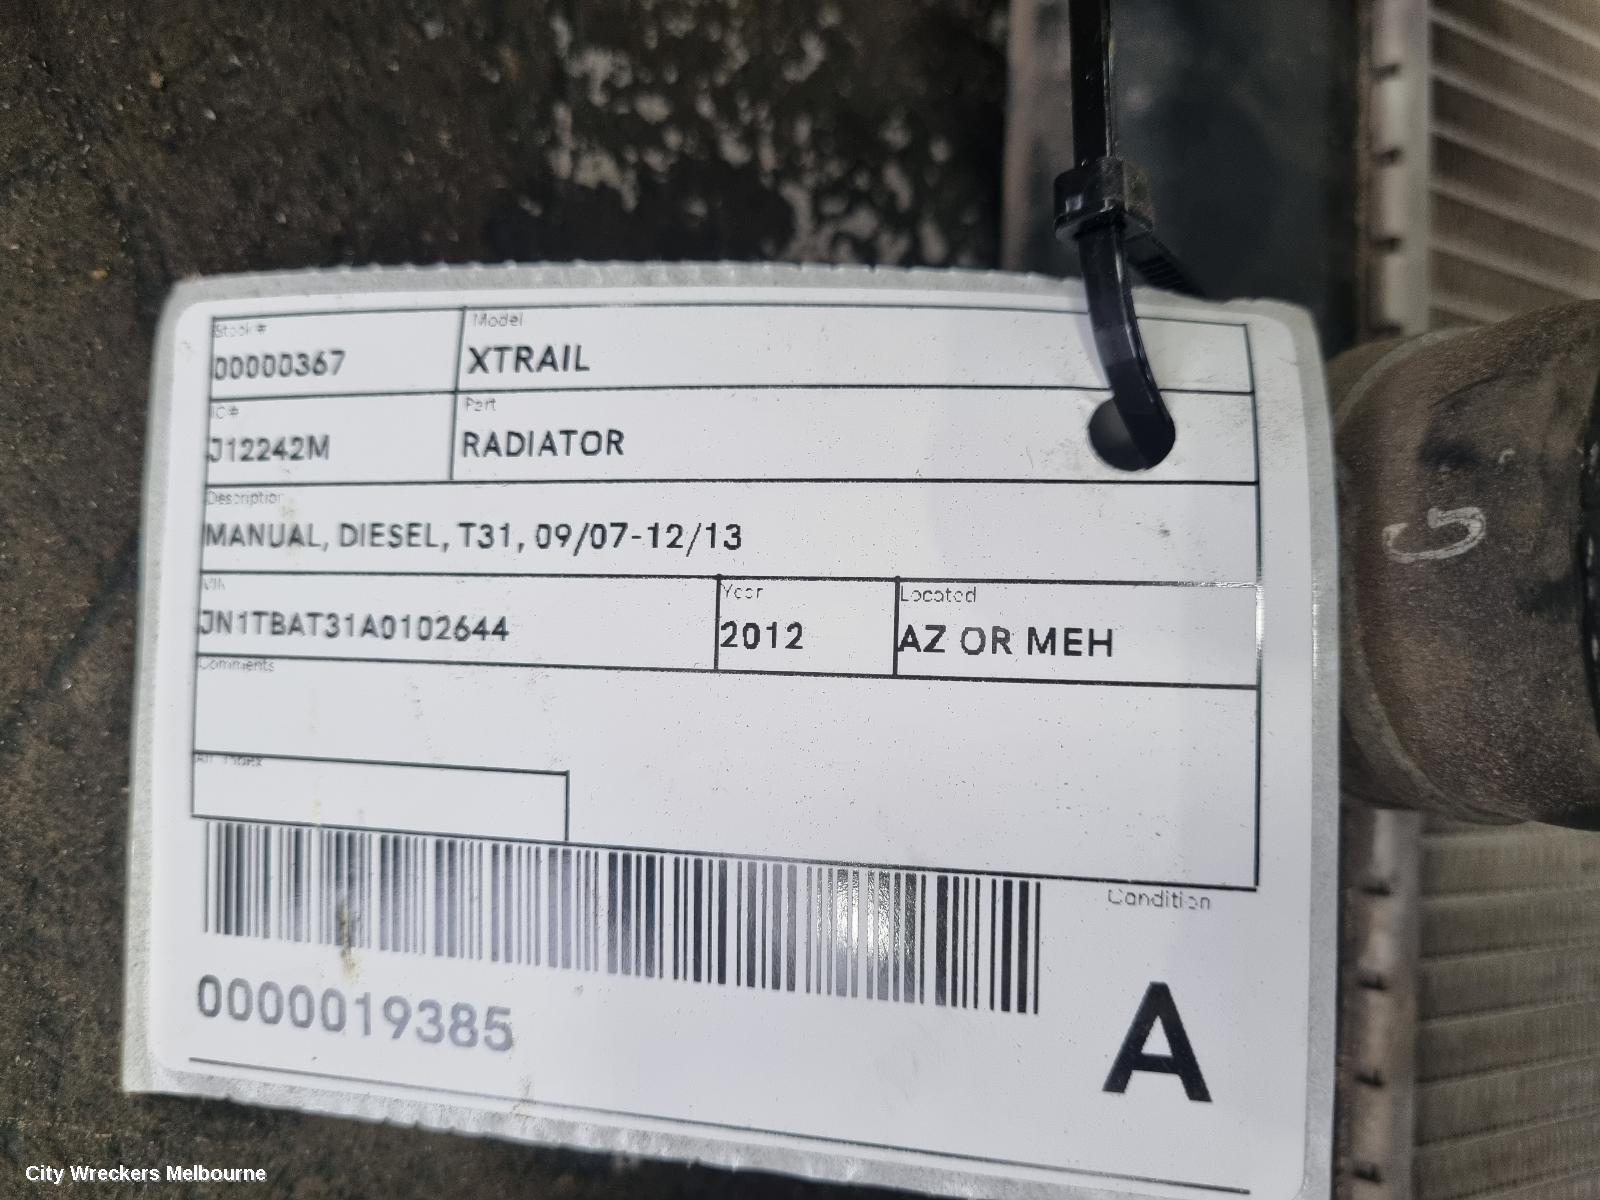 Stock #
Model
00000367
XTRAIL
IC #
Part
J12242M
RADIATOR
Description
MANUAL, DIESEL, T31, 09/07-12/13
VIN
Year
Located
JN1TBAT31A0102644
2012
AZ OR MEH
Comments
Condition
0000019385
A
City Wreckers Melbourne